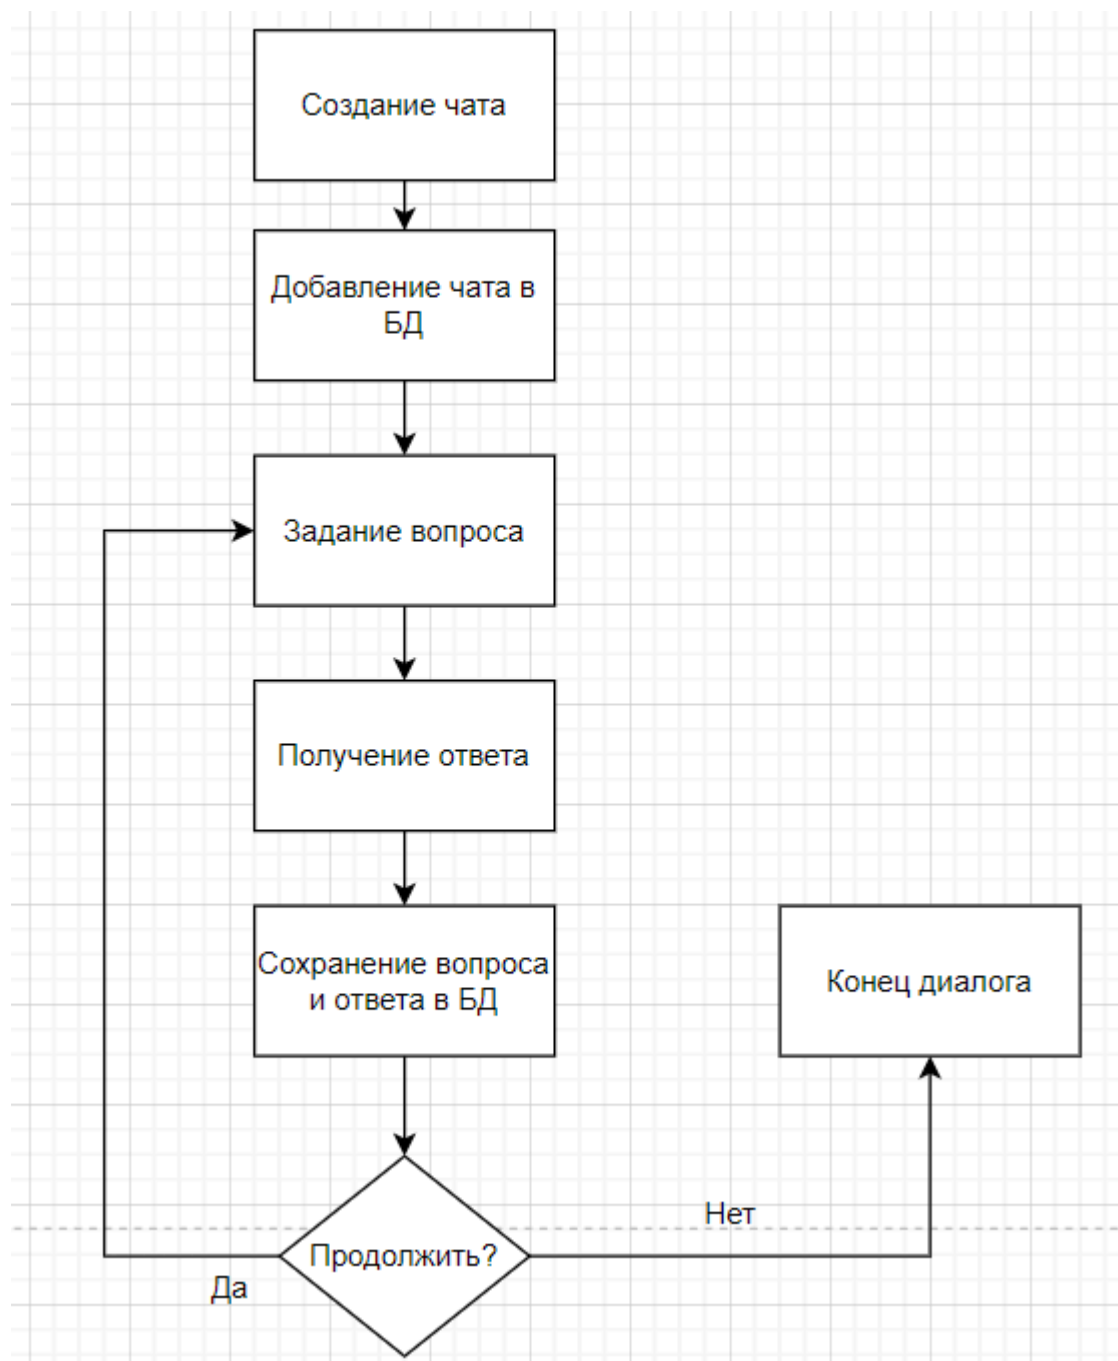 Создание чата
Добавление чата в
БД
Задание вопроса
Получение ответа
Сохранение вопроса
и ответа в БД
Конец диалога
Нет
Продолжить?
Да